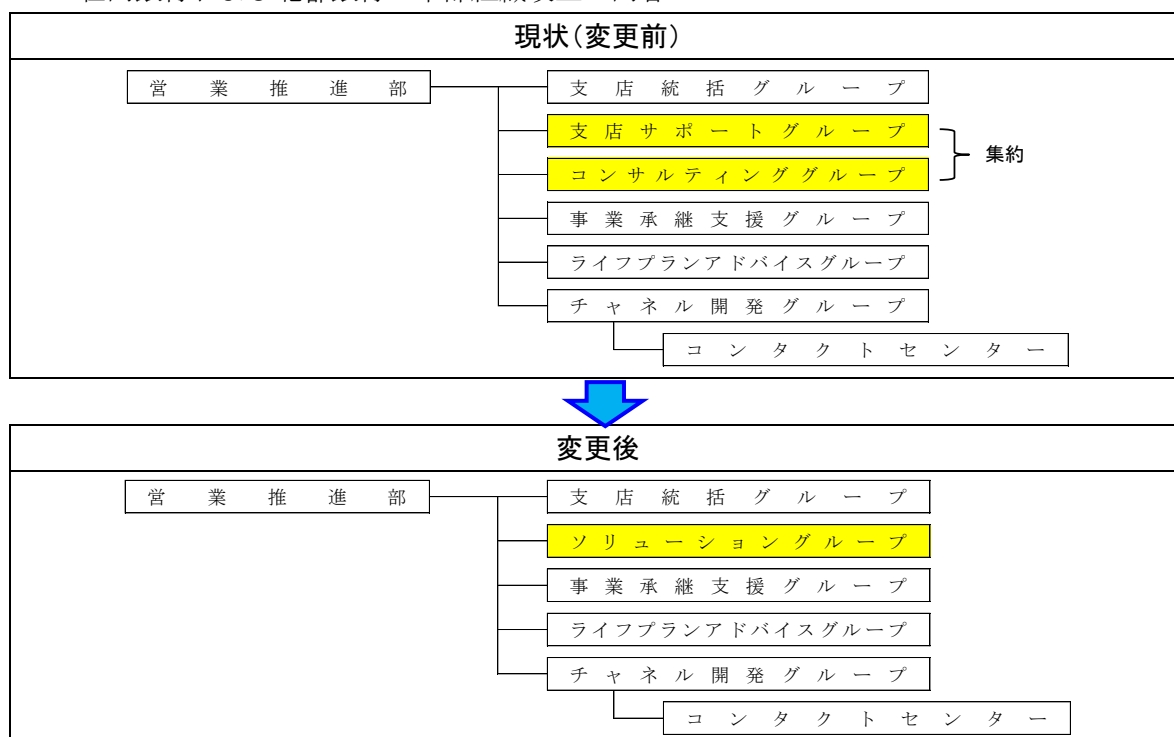 現状(変更前)
営業推進部
支店統括グループ
支店サポートグループ
コンサルティンググループ
集約
事業承継支援グループ
ライフプランアドバイスグループ
チャネル開発グループ
コンタクトセンター
変更後
営業推進部
支店統括グループ
ソリューショングループ
事業承継支援グループ
ライフプランアドバイスグループ
チャネル開発グループ
コンタクトセンター